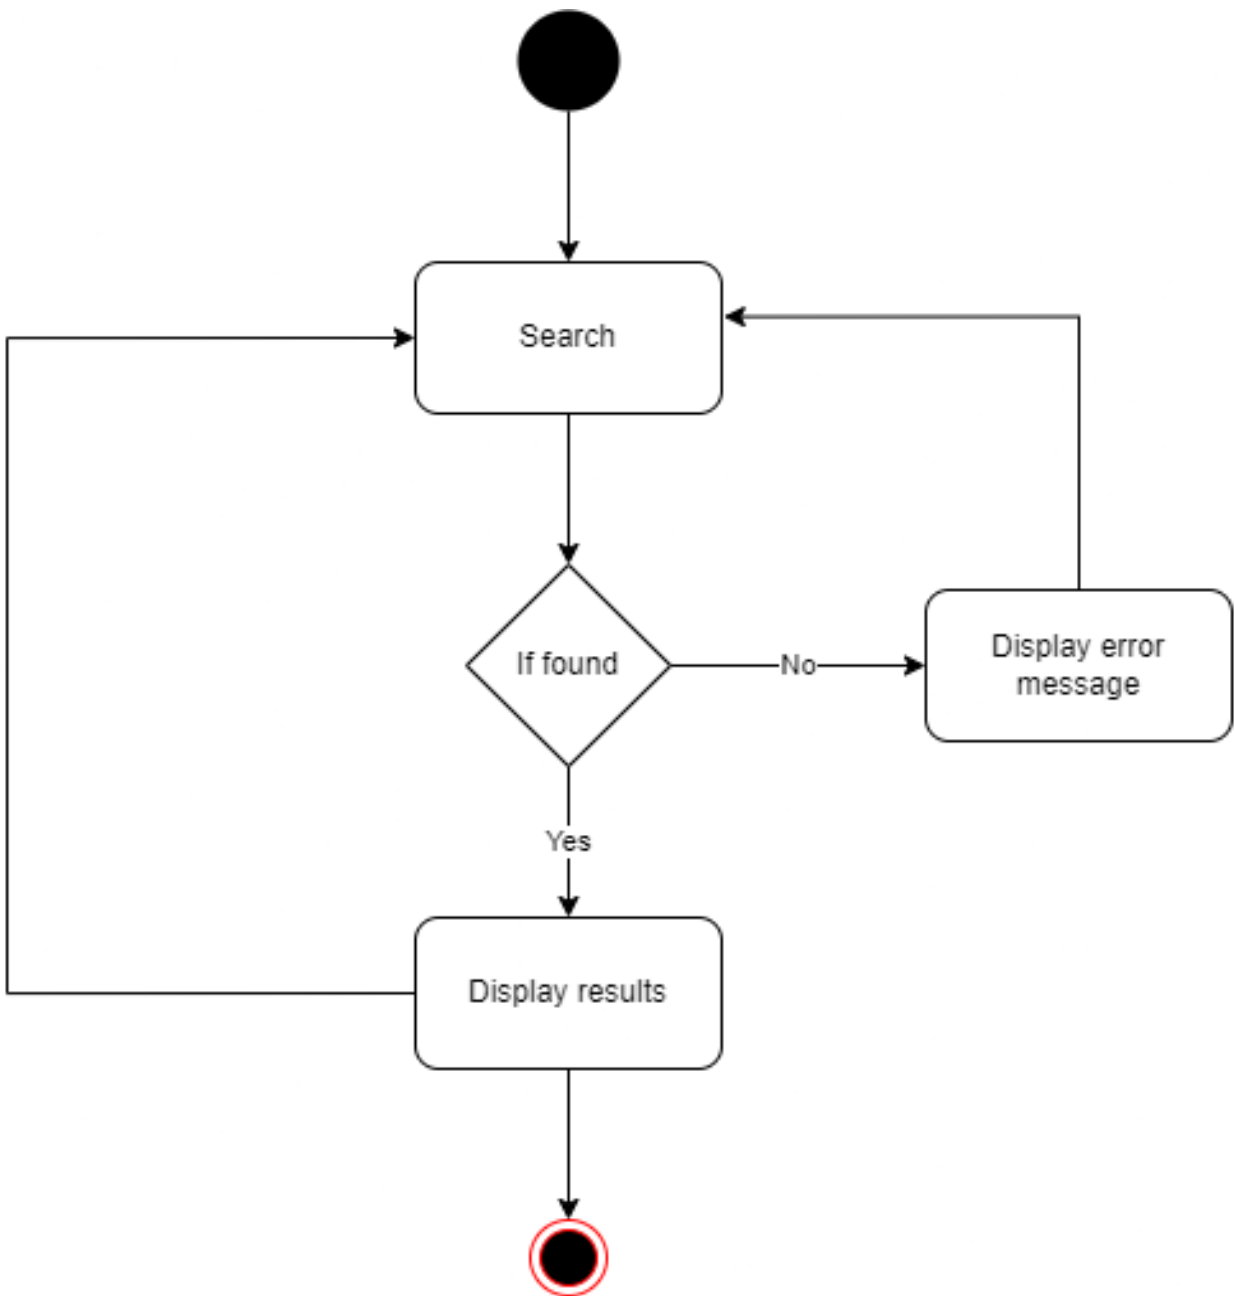 Search
If found
No
Display error
message
Yes
Display results